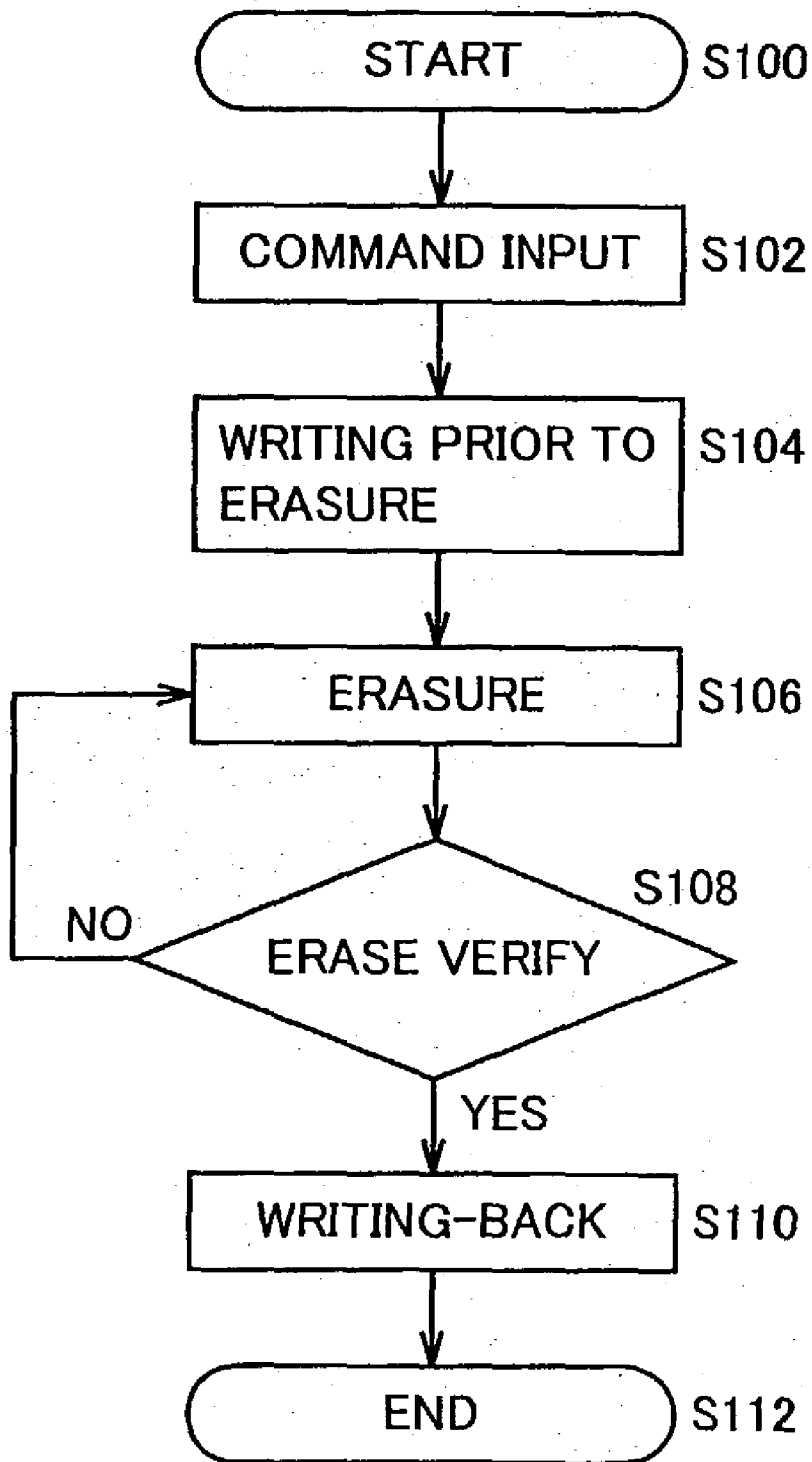 START S100
COMMAND INPUT S102
WRITING PRIOR TO S104
ERASURE
ERASURE S106
S108
NO
ERASE VERIFY
YES
WRITING-BACK S110
END S112